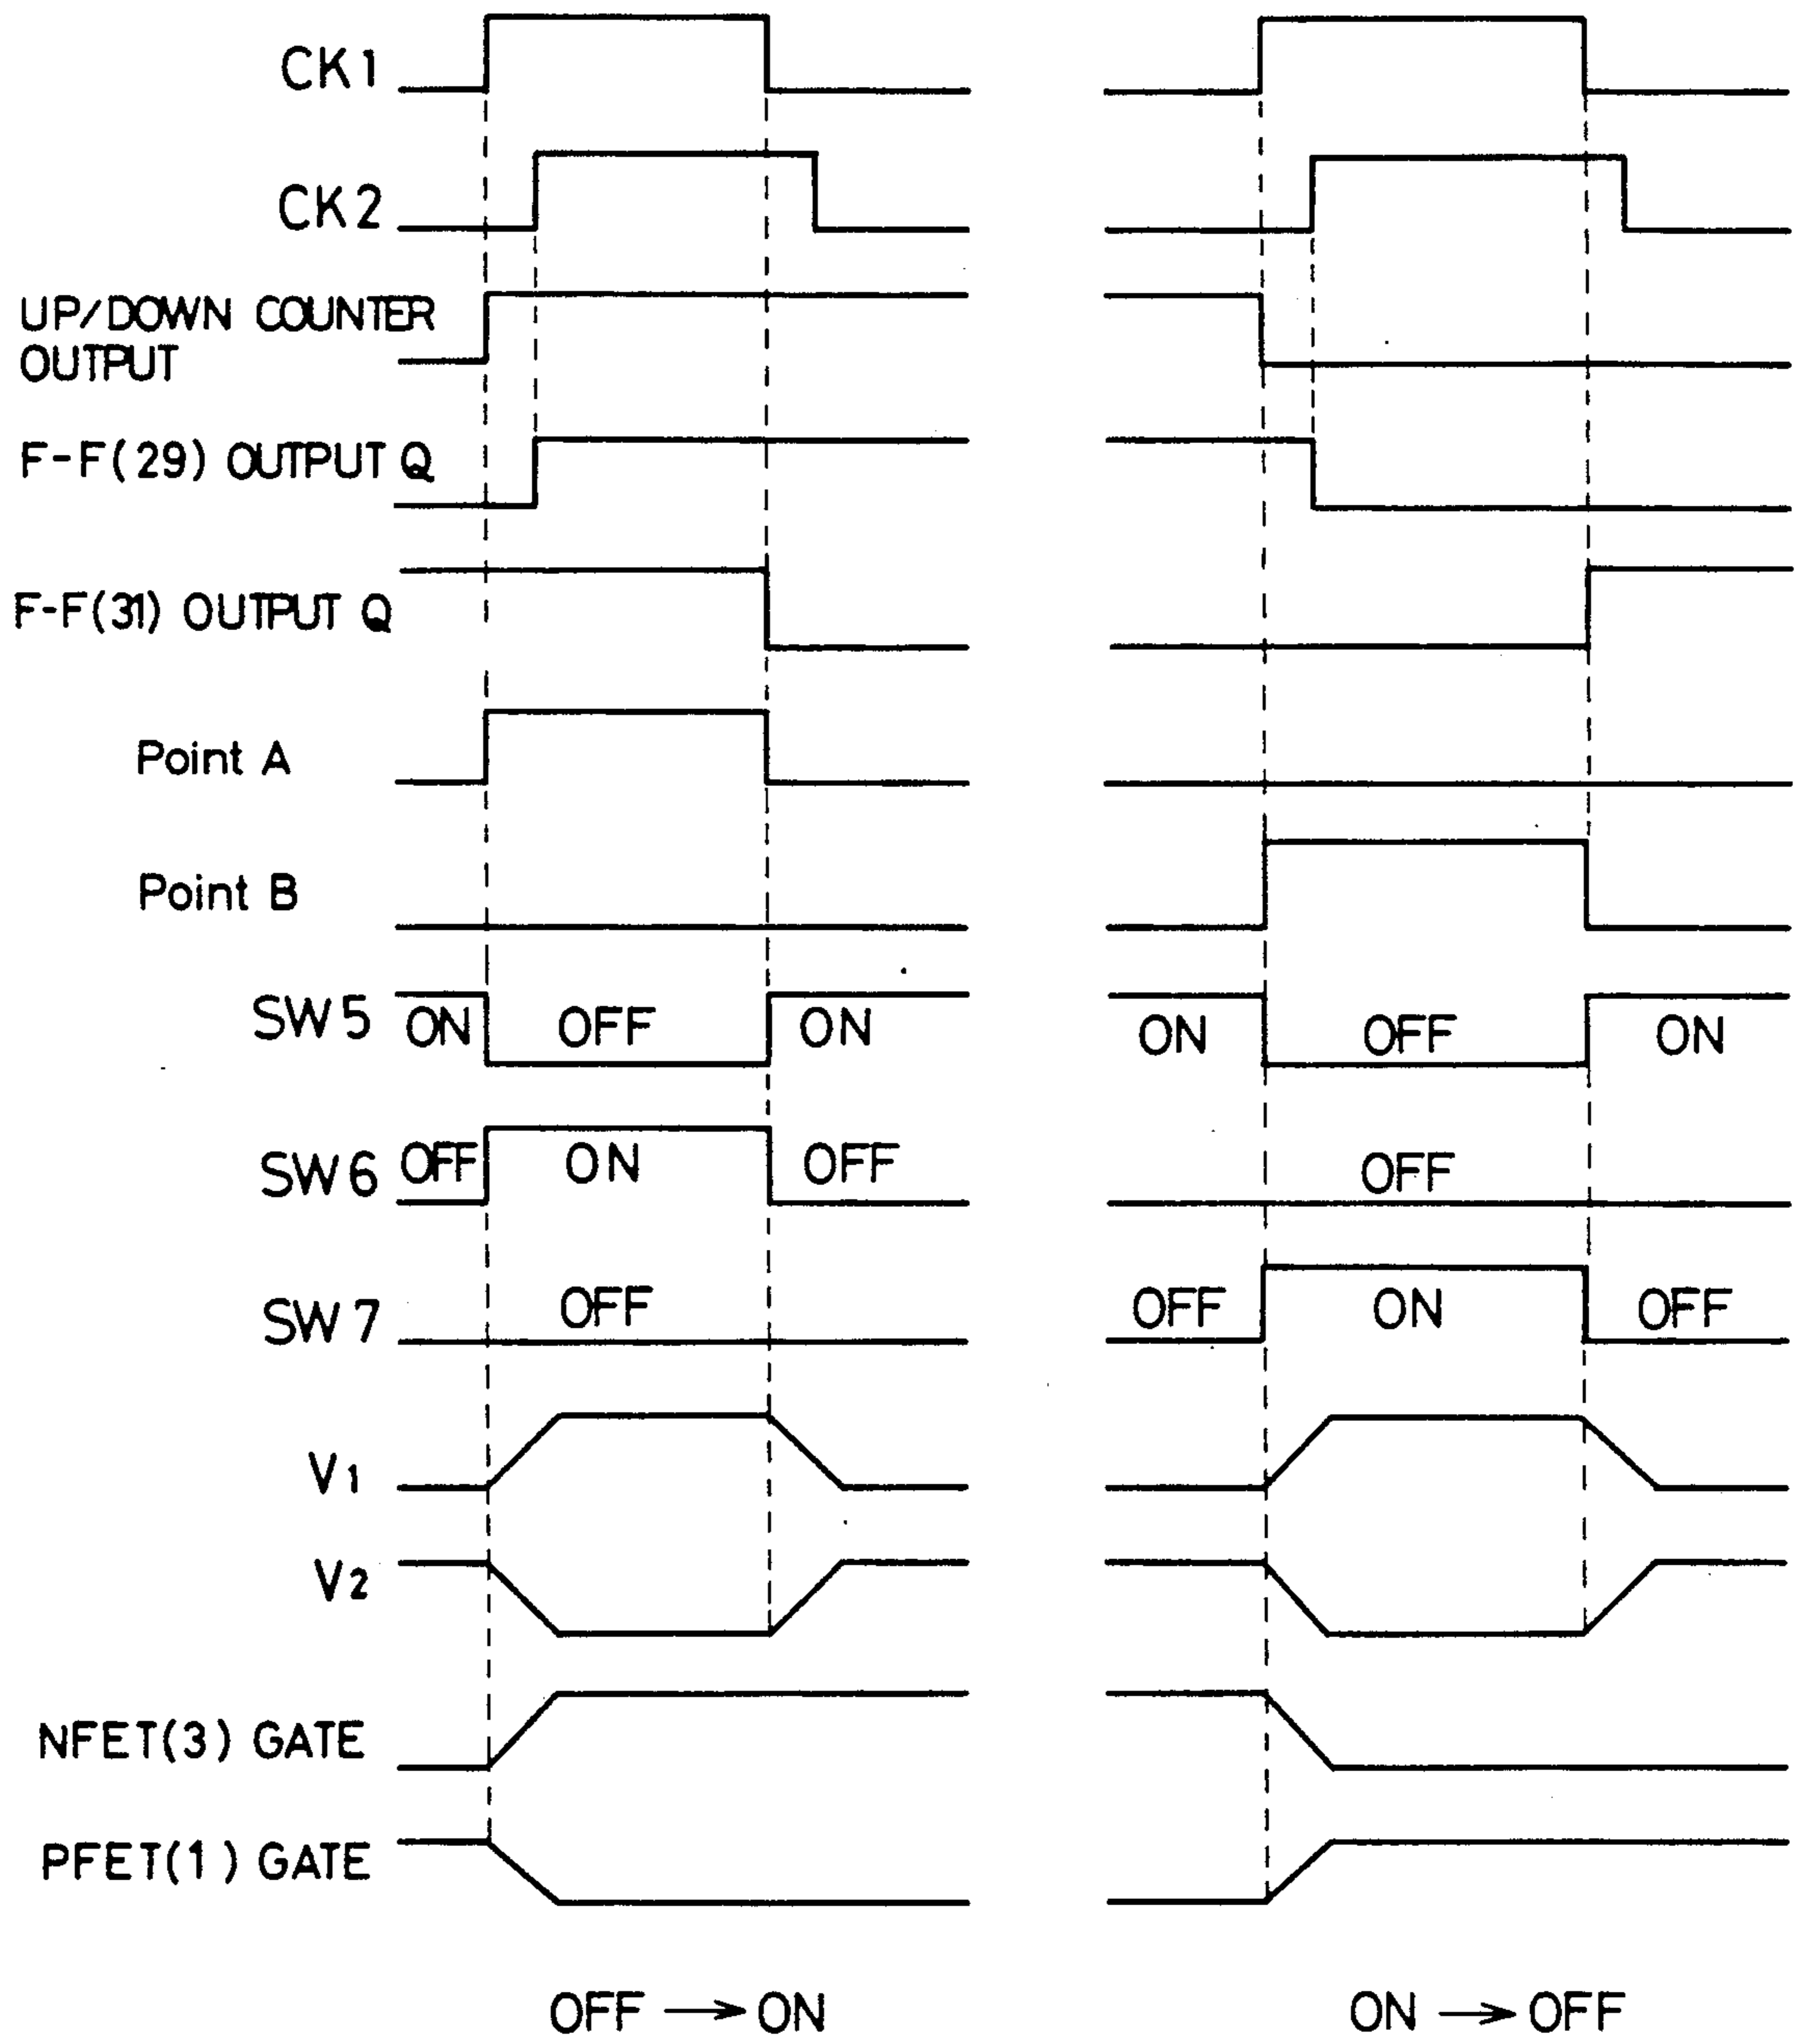 CK1
CK2
UP/DOWN COUNTER
OUTPUT
F-F(29) OUTPUT Q
F-F(31) OUTPUT Q
Point A
Point B
SW5 ON OFF ON ON OFF ON
SW6 OFF ON OFF OFF
SW7 OFF OFF ON OFF
V1
V2
NFET(3) GATE
PFET(1) GATE
OFF → ON ON → OFF